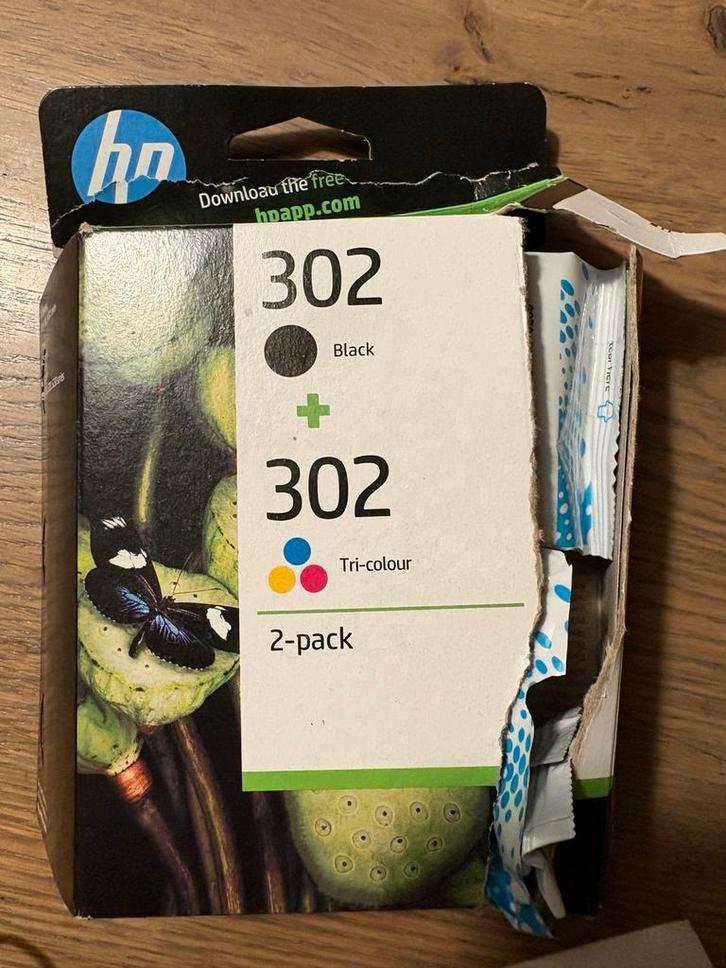 hp
Download the free
hpapp.com
302
Black
302
Tri-colour
2-pack